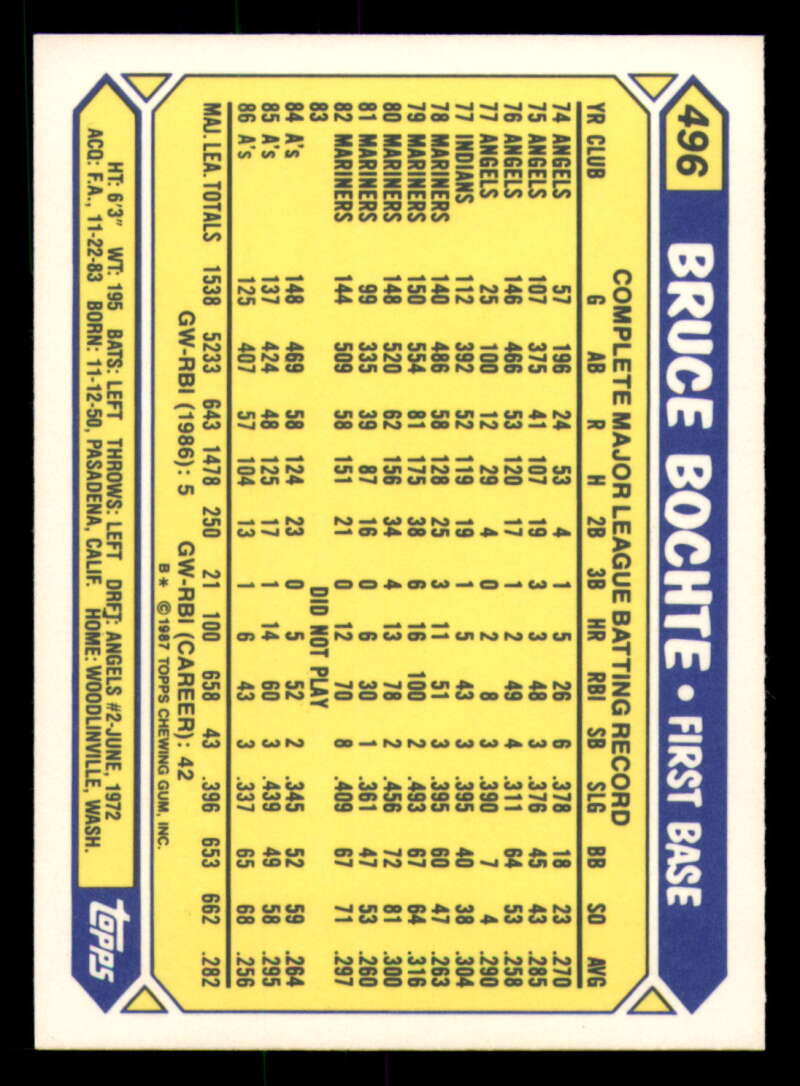 496
BRUCE BOCHTE • FIRST BASE
COMPLETE MAJOR LEAGUE BATTING RECORD
YR CLUB G AB R H 2B 3B HR RBI SB SLG BB SO AVG
74 ANGELS 57 196 24 53 4 1 5 26 6 .378 18 23 .270
75 ANGELS 107 375 41 107 19 3 3 48 3 .376 45 43 .285
76 ANGELS 146 466 53 120 17 1 2 49 4 .311 64 53 .258
77 ANGELS 25 100 12 29 4 0 2 8 3 .390 7 4 .290
77 INDIANS 112 392 52 119 19 1 5 43 3 .395 40 38 .304
78 MARINERS 140 486 58 128 25 3 11 51 3 .395 60 47 .263
79 MARINERS 150 554 81 175 38 6 16 100 2 .493 67 64 .316
80 MARINERS 148 520 62 156 34 4 13 78 2 .456 72 81 .300
81 MARINERS 99 335 39 87 16 0 6 30 1 .361 47 53 .260
82 MARINERS 144 509 58 151 21 0 12 70 8 .409 67 71 .297
83 DID NOT PLAY
84 A's 148 469 58 124 23 0 5 52 2 .345 52 59 .264
85 A's 137 424 48 125 17 1 14 60 3 .439 49 58 .295
86 A's 125 407 57 104 13 1 6 43 3 .337 65 68 .256
MAJ. LEA. TOTALS 1538 5233 643 1478 250 21 100 658 43 .396 653 662 .282
GW-RBI (1986): 5 GW-RBI (CAREER): 42
B* ©1987 TOPPS CHEWING GUM, INC.
HT: 6'3" WT: 195 BATS: LEFT THROWS: LEFT DRFT: ANGELS #2-JUNE, 1972
ACQ: F.A., 11-22-83 BORN: 11-12-50, PASADENA, CALIF. HOME: WOODLINVILLE, WASH.
topps